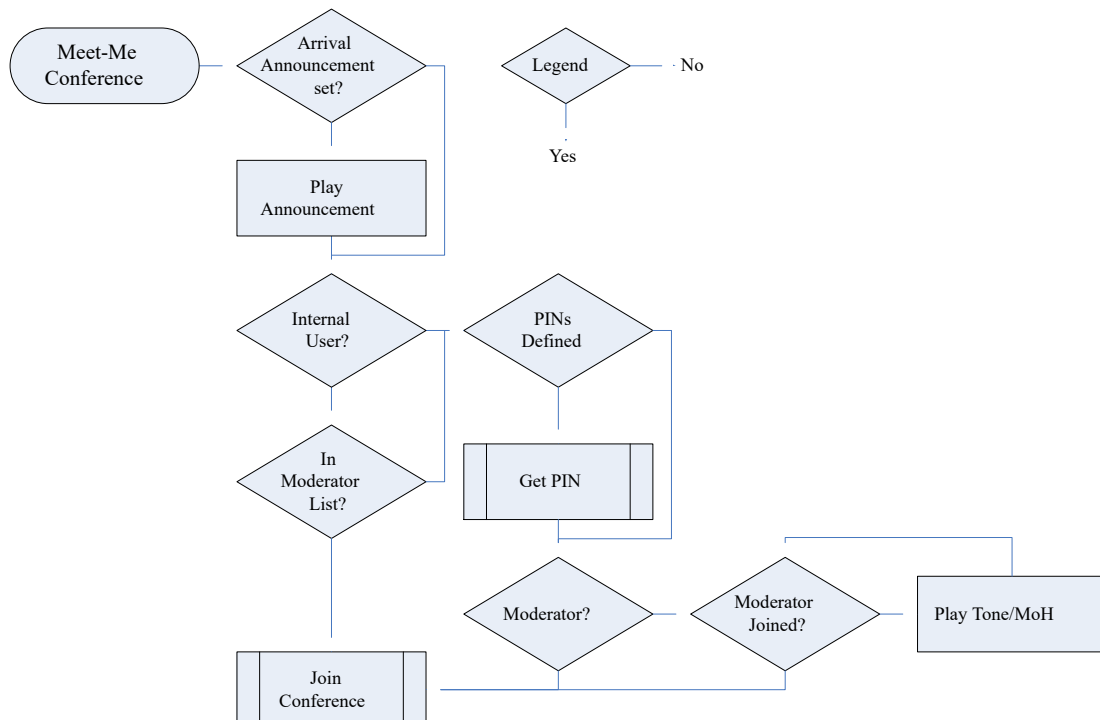 Meet-Me
Conference
Arrival
Announcement
set?
Legend
No
Yes
Play
Announcement
Internal
User?
PINs
Defined
In
Moderator
List?
Get PIN
Moderator?
Moderator
Joined?
Play Tone/MoH
Join
Conference